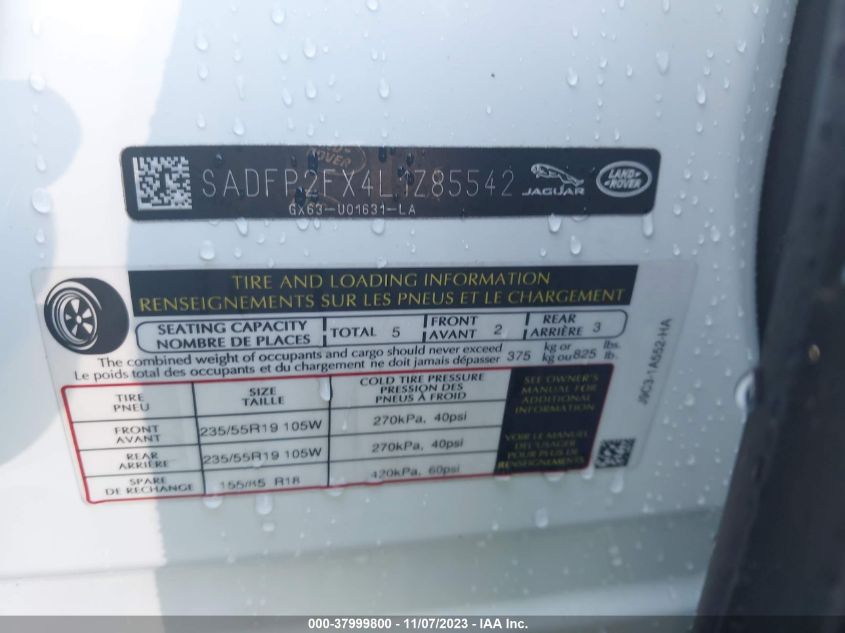 SADFP2FX4L1Z85542
JAGUAR
LAND ROVER
GX63-U01631-LA
TIRE AND LOADING INFORMATION
RENSEIGNEMENTS SUR LES PNEUS ET LE CHARGEMENT
SEATING CAPACITY
NOMBRE DE PLACES
TOTAL 5
FRONT
AVANT 2
REAR
ARRIÈRE 3
The combined weight of occupants and cargo should never exceed 375 kg or 825 lbs.
Le poids total des occupants et du chargement ne doit jamais dépasser kg ou lb.
TIRE
PNEU
SIZE
TAILLE
COLD TIRE PRESSURE
PRESSION DES
PNEUS À FROID
SEE OWNER'S
MANUAL FOR
ADDITIONAL
INFORMATION
FRONT
AVANT
235/55R19 105W
270kPa, 40psi
REAR
ARRIÈRE
235/55R19 105W
270kPa, 40psi
VOIR LE MANUEL
DE L'USAGER
POUR PLUS DE
RENSEIGNEMENTS
SPARE
DE RECHANGE
155/85 R18
420kPa, 60psi
J9C3-1A552-HA
000-37999800 - 11/07/2023 - IAA Inc.